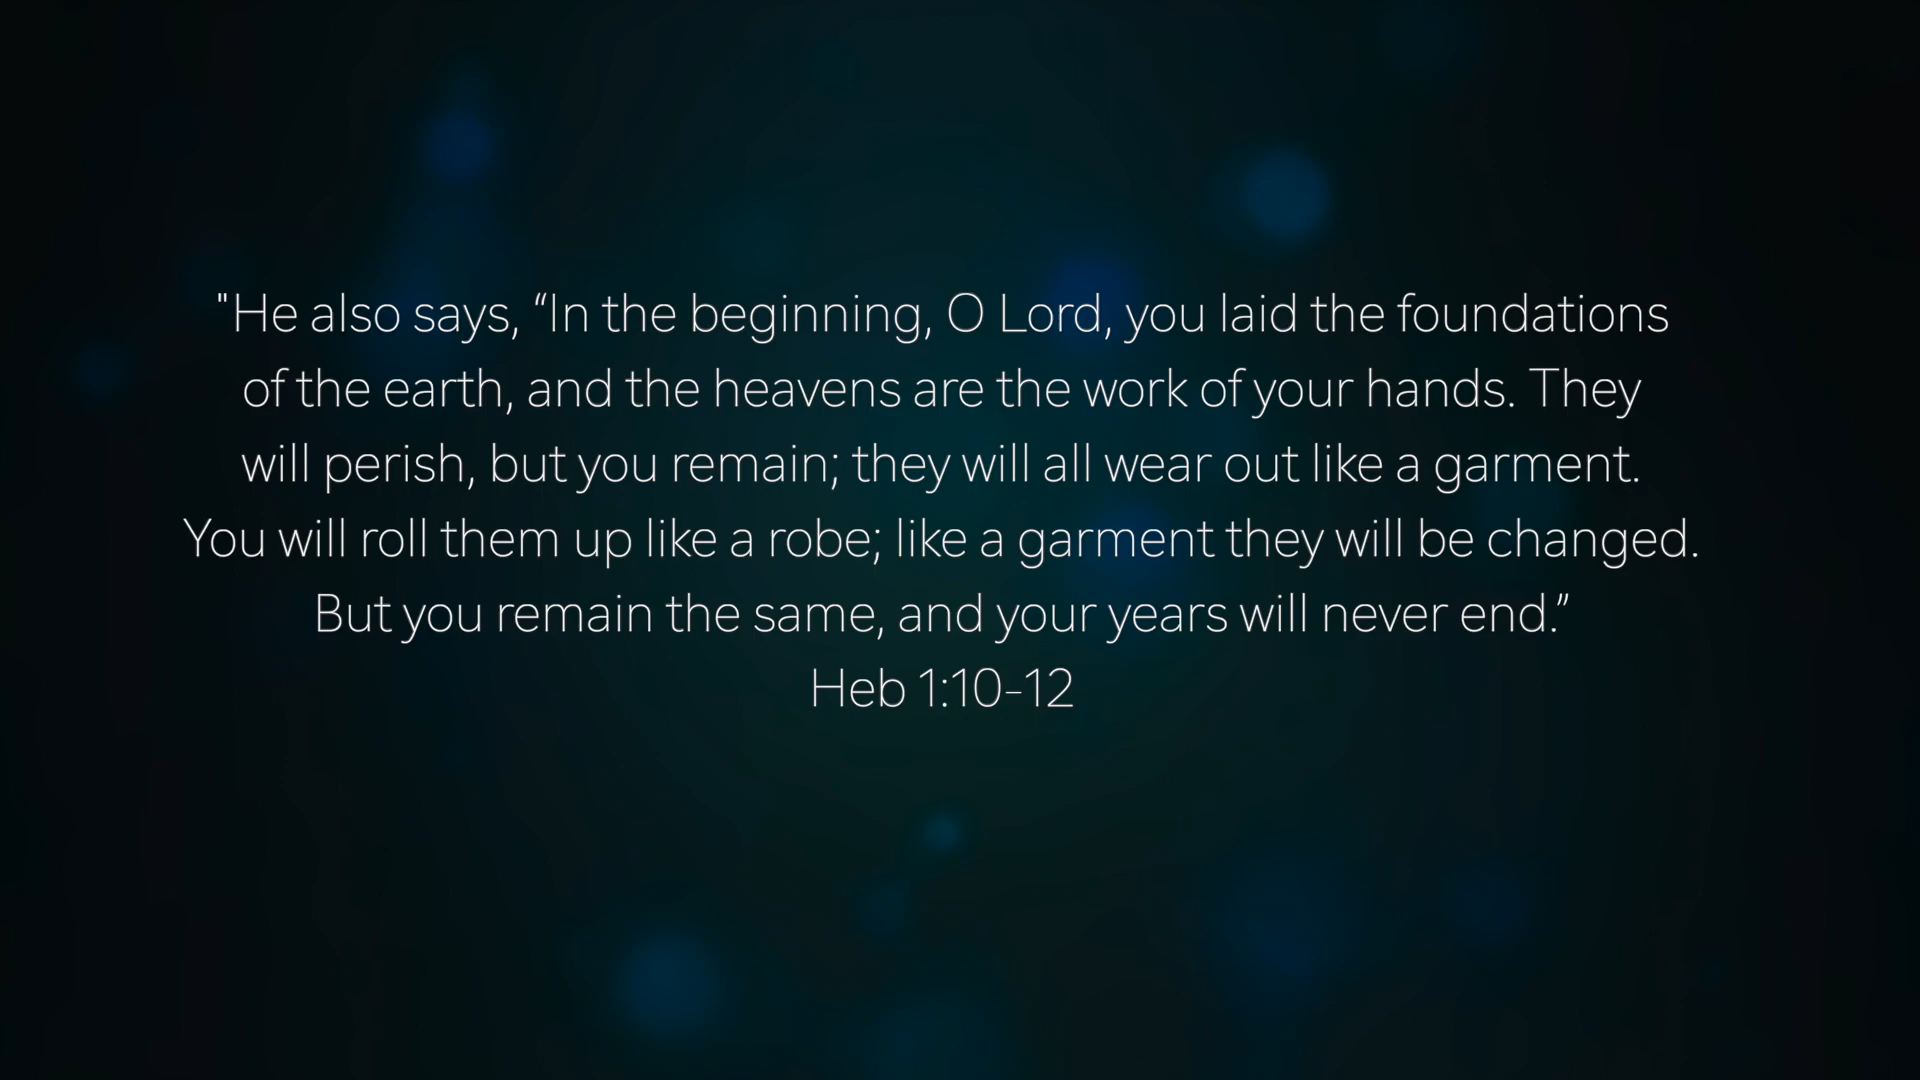 "He also says, “In the beginning, O Lord, you laid the foundations
of the earth, and the heavens are the work of your hands. They
will perish, but you remain; they will all wear out like a garment.
You will roll them up like a robe; like a garment they will be changed.
But you remain the same, and your years will never end.”
Heb 1:10-12